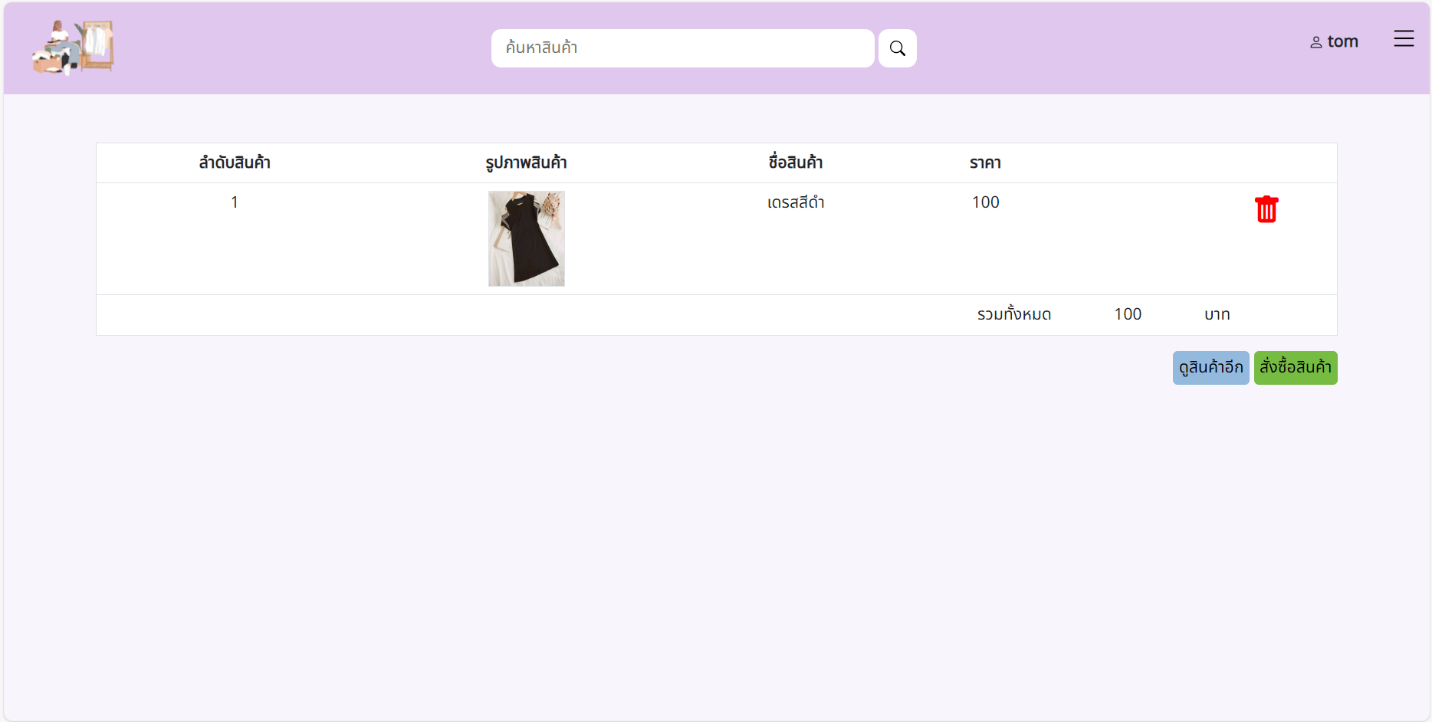 ค้นหาสินค้า
tom
ลำดับสินค้า รูปภาพสินค้า ชื่อสินค้า ราคา
1 เดรสสีดำ 100
รวมทั้งหมด 100 บาท
ดูสินค้าอีก สั่งซื้อสินค้า